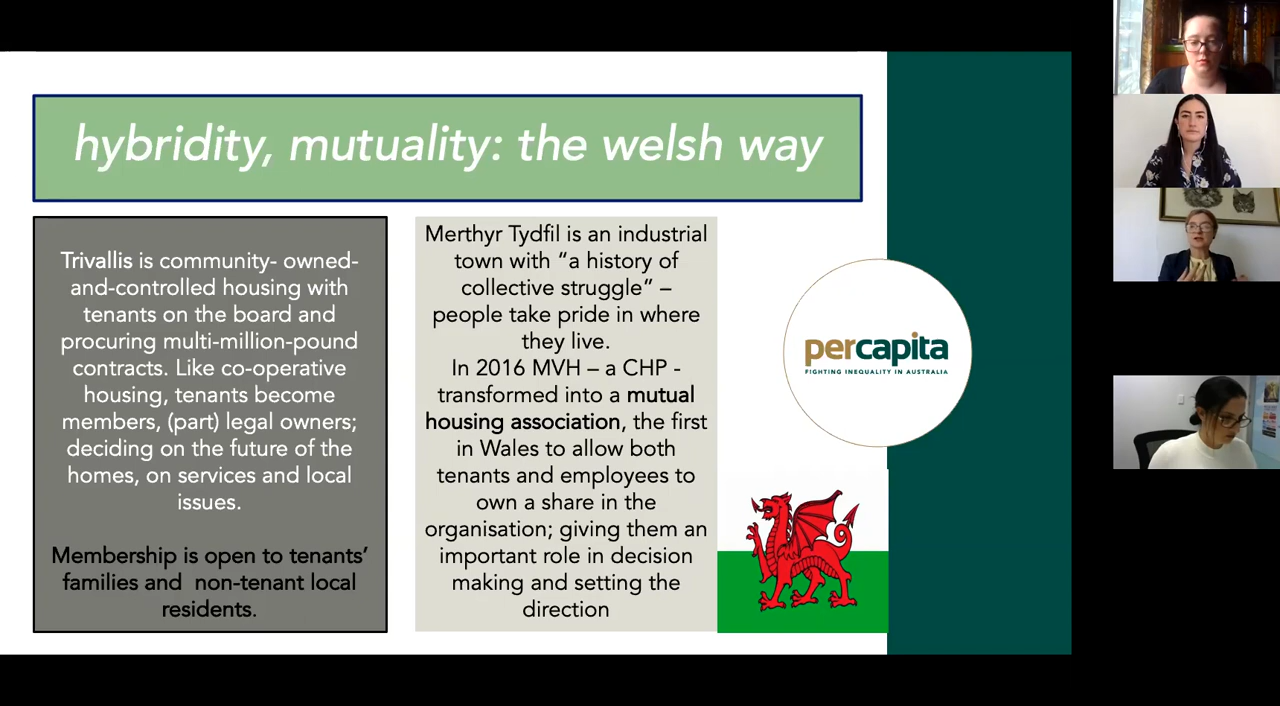 hybridity, mutuality: the welsh way
Trivallis is community- owned-
and-controlled housing with
tenants on the board and
procuring multi-million-pound
contracts. Like co-operative
housing, tenants become
members, (part) legal owners;
deciding on the future of the
homes, on services and local
issues.
Membership is open to tenants’
families and  non-tenant local
residents.
Merthyr Tydfil is an industrial
town with “a history of
collective struggle” –
people take pride in where
they live.
In 2016 MVH – a CHP -
transformed into a mutual
housing association, the first
in Wales to allow both
tenants and employees to
own a share in the
organisation; giving them an
important role in decision
making and setting the
direction
percapita
FIGHTING INEQUALITY IN AUSTRALIA